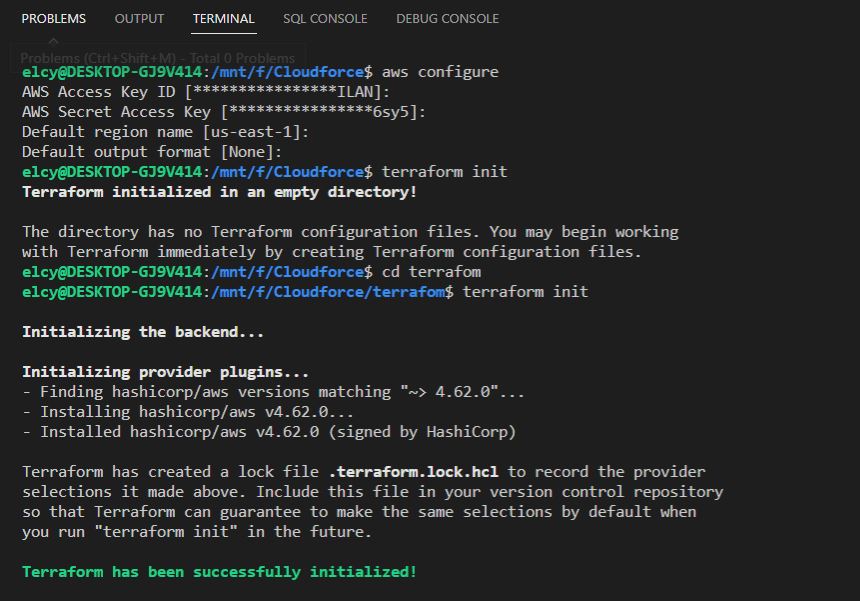 PROBLEMS OUTPUT TERMINAL SQL CONSOLE DEBUG CONSOLE
Problems (Ctrl+Shift+M) - Total 0 Problems
elcy@DESKTOP-GJ9V414:/mnt/f/Cloudforce$ aws configure
AWS Access Key ID [****************ILAN]:
AWS Secret Access Key [****************6sy5]:
Default region name [us-east-1]:
Default output format [None]:
elcy@DESKTOP-GJ9V414:/mnt/f/Cloudforce$ terraform init
Terraform initialized in an empty directory!
The directory has no Terraform configuration files. You may begin working
with Terraform immediately by creating Terraform configuration files.
elcy@DESKTOP-GJ9V414:/mnt/f/Cloudforce$ cd terrafom
elcy@DESKTOP-GJ9V414:/mnt/f/Cloudforce/terrafom$ terraform init
Initializing the backend...
Initializing provider plugins...
- Finding hashicorp/aws versions matching "~> 4.62.0"...
- Installing hashicorp/aws v4.62.0...
- Installed hashicorp/aws v4.62.0 (signed by HashiCorp)
Terraform has created a lock file .terraform.lock.hcl to record the provider
selections it made above. Include this file in your version control repository
so that Terraform can guarantee to make the same selections by default when
you run "terraform init" in the future.
Terraform has been successfully initialized!